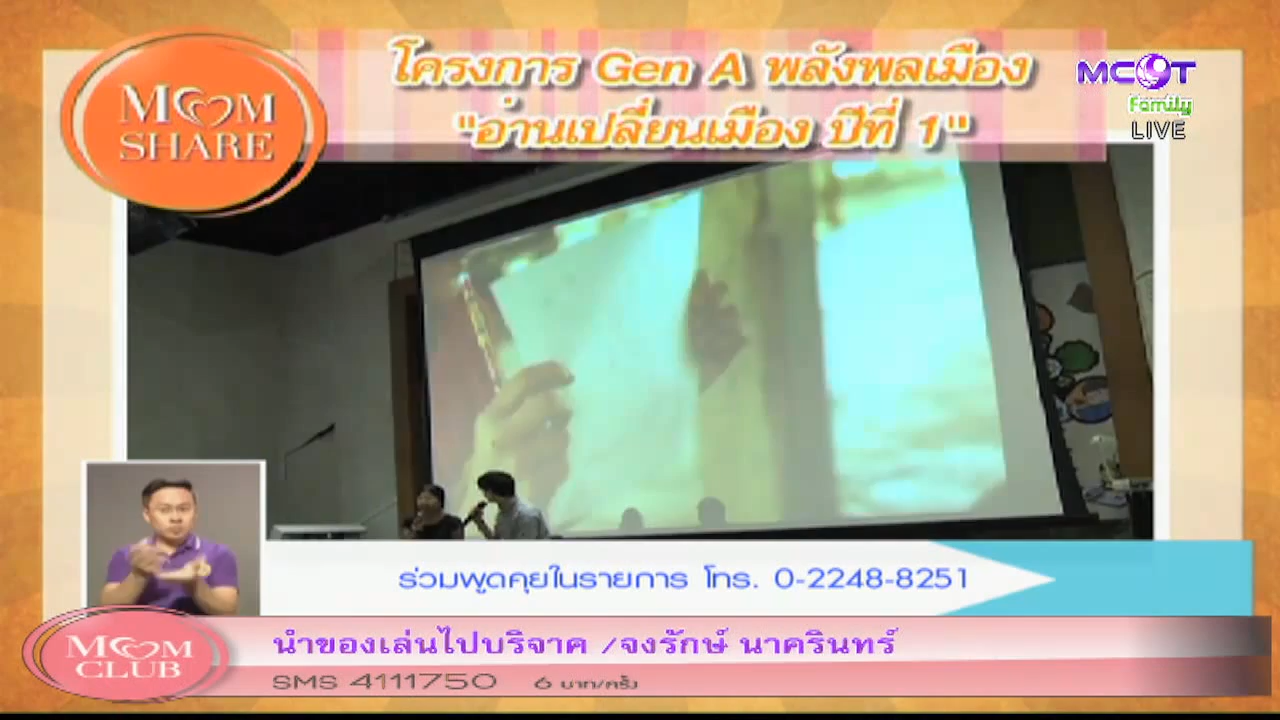 MOM
SHARE
โครงการ Gen A พลังพลเมือง
"อ่านเปลี่ยนเมือง ปีที่ 1"
MCOT
family
LIVE
ร่วมพูดคุยในรายการ โทร. 0-2248-8251
MOM
CLUB
นำของเล่นไปบริจาค /จงรักษ์ นาครินทร์
SMS 4111750 6 บาท/ครั้ง